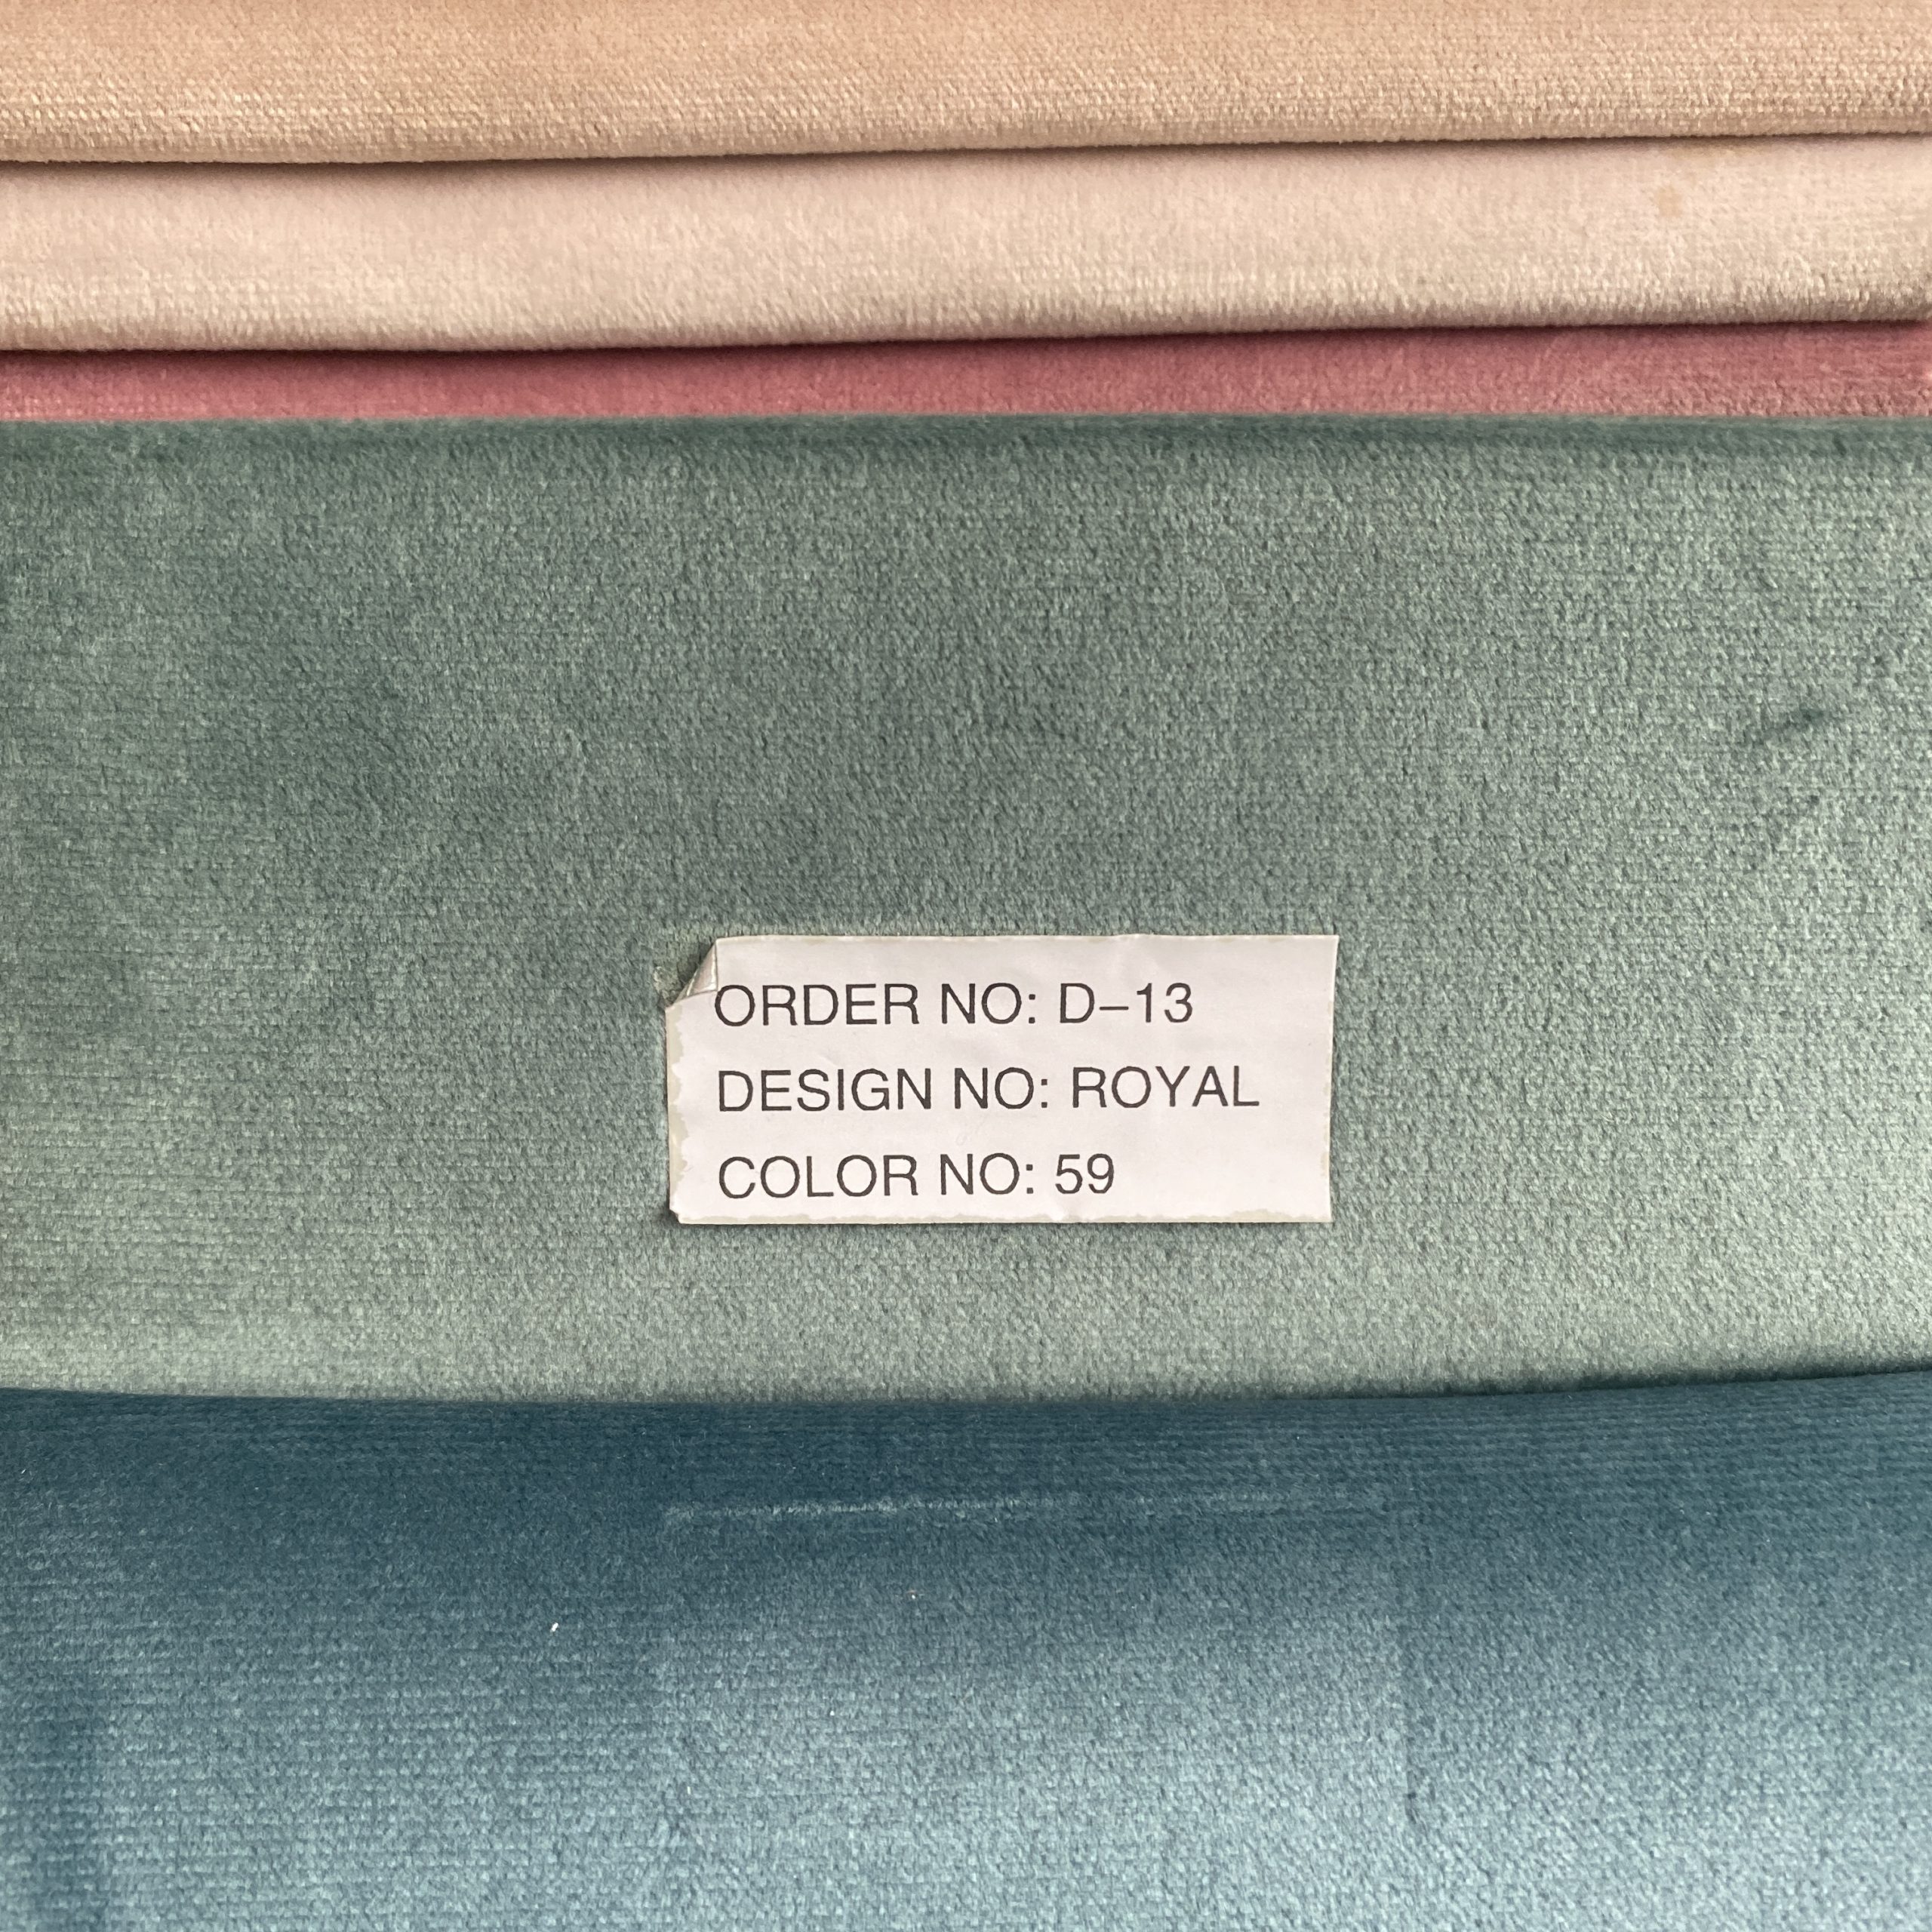 ORDER NO: D–13
DESIGN NO: ROYAL
COLOR NO: 59